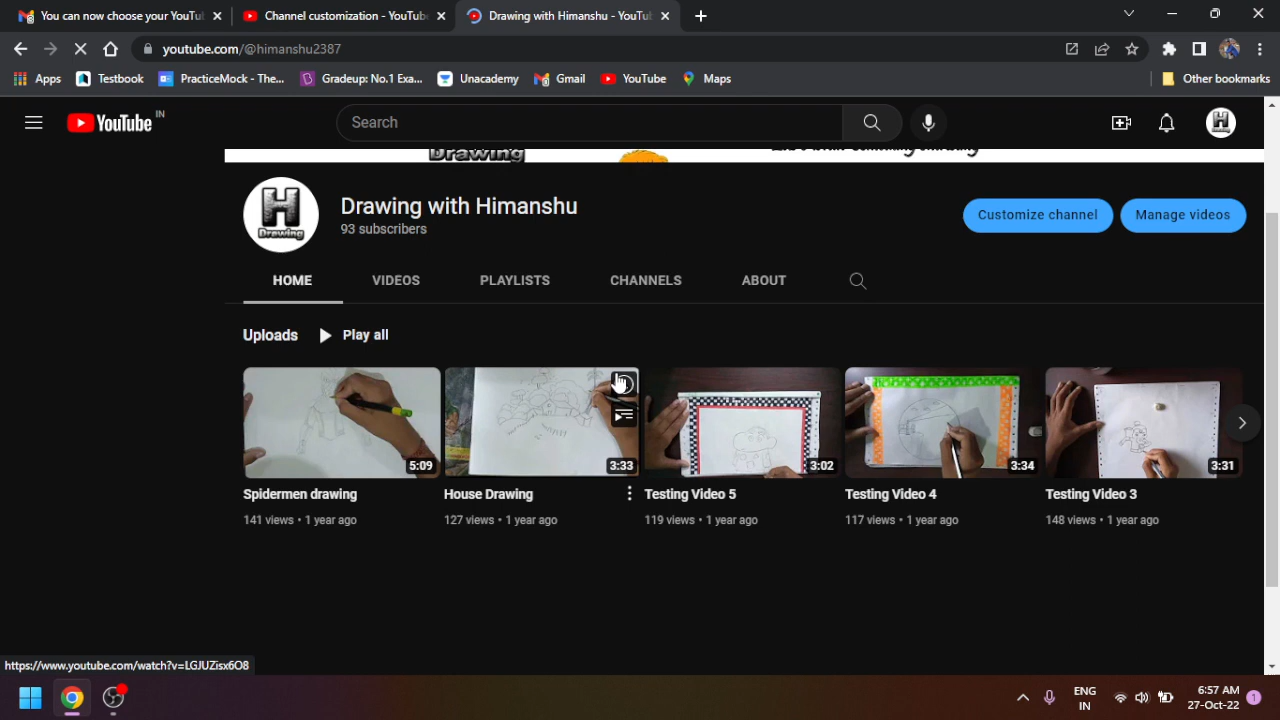 You can now choose your YouTu
Channel customization - YouTube
Drawing with Himanshu - YouTu
youtube.com/@himanshu2387
Apps
Testbook
PracticeMock - The...
Gradeup: No.1 Exa...
Unacademy
Gmail
YouTube
Maps
Other bookmarks
YouTube IN
Search
H
Drawing
H
Drawing
Drawing with Himanshu
93 subscribers
Customize channel
Manage videos
HOME
VIDEOS
PLAYLISTS
CHANNELS
ABOUT
Uploads
Play all
5:09
3:33
3:02
3:34
3:31
Spidermen drawing
House Drawing
Testing Video 5
Testing Video 4
Testing Video 3
141 views • 1 year ago
127 views • 1 year ago
119 views • 1 year ago
117 views • 1 year ago
148 views • 1 year ago
https://www.youtube.com/watch?v=LGJUZisx6O8
ENG
IN
6:57 AM
27-Oct-22
1